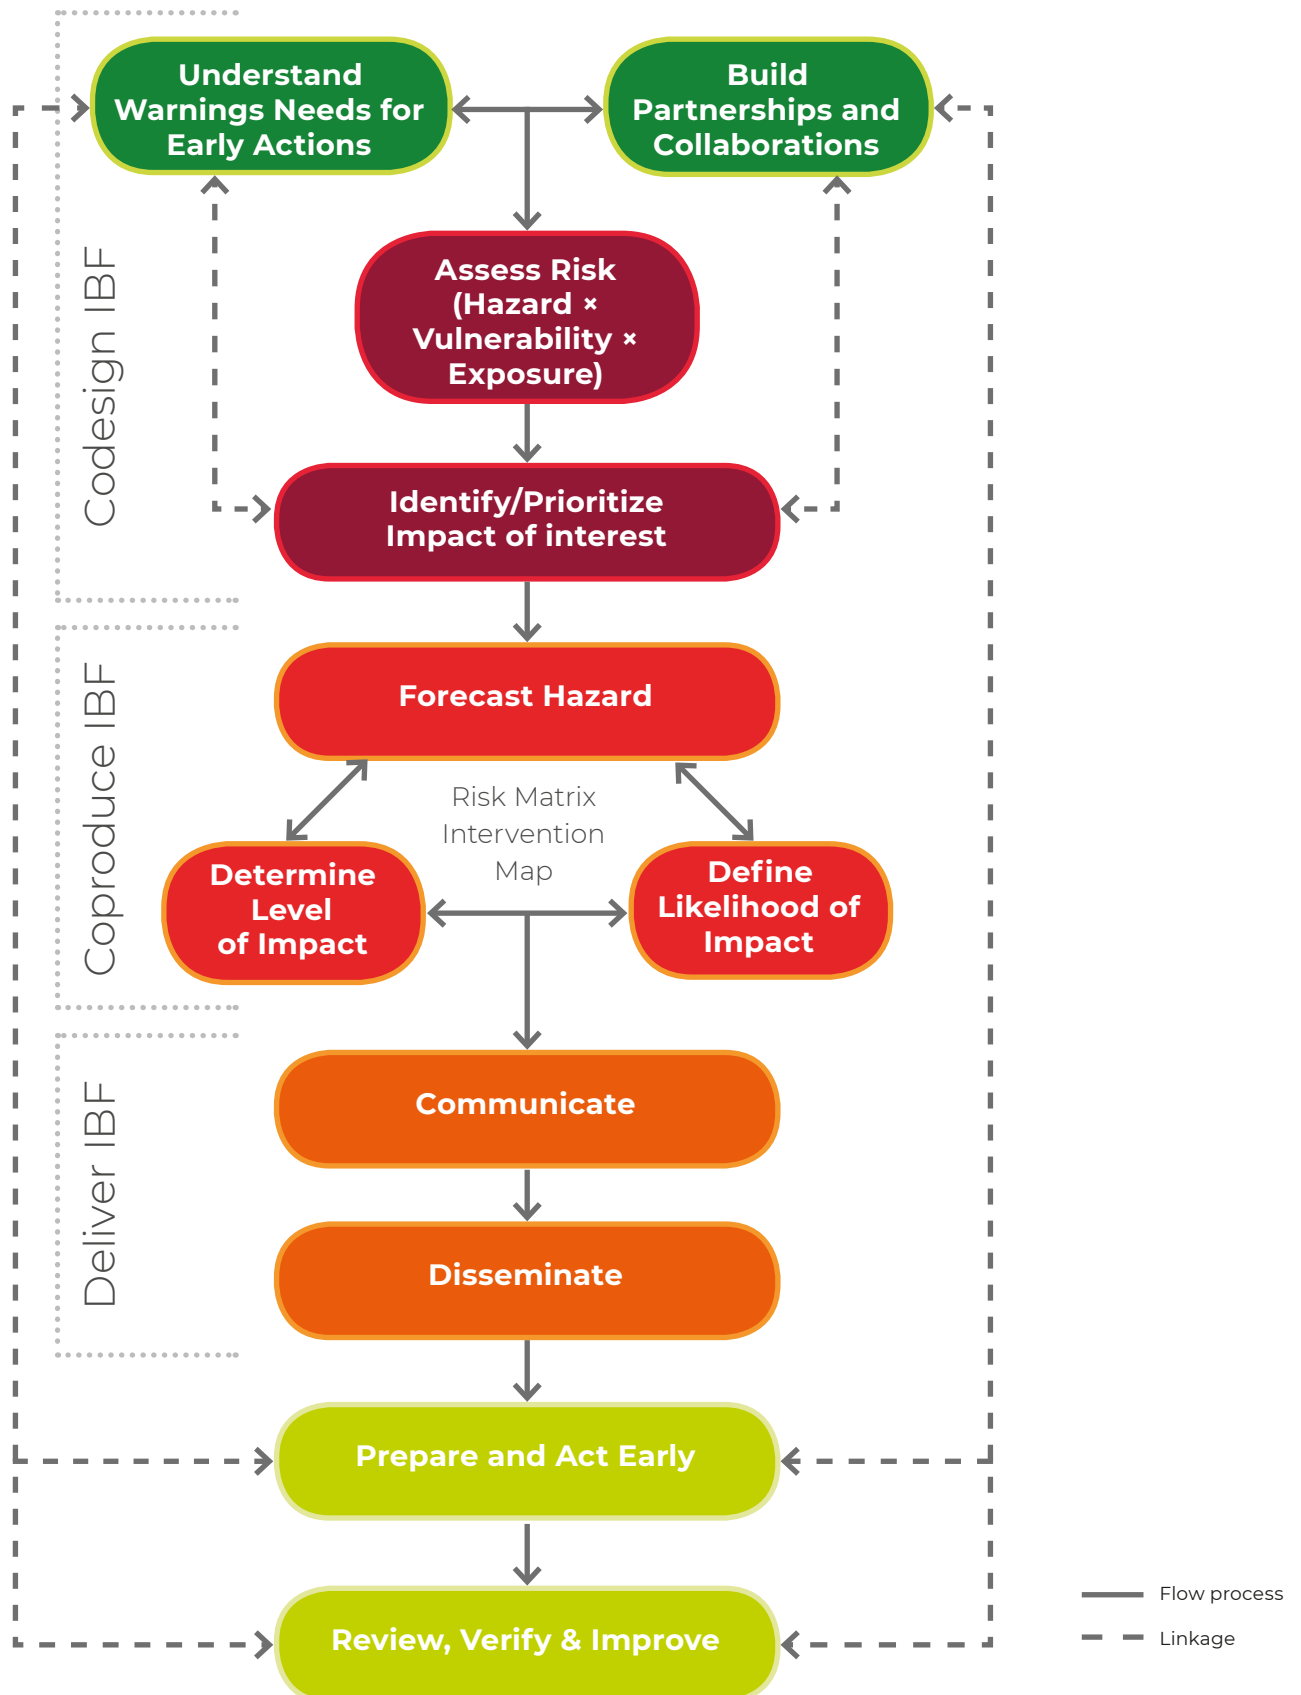 Understand
Warnings Needs for
Early Actions
Build
Partnerships and
Collaborations
Codesign IBF
Assess Risk
(Hazard ×
Vulnerability ×
Exposure)
Identify/Prioritize
Impact of interest
Coproduce IBF
Forecast Hazard
Risk Matrix
Intervention
Map
Determine
Level
of Impact
Define
Likelihood of
Impact
Deliver IBF
Communicate
Disseminate
Prepare and Act Early
Review, Verify & Improve
Flow process
Linkage